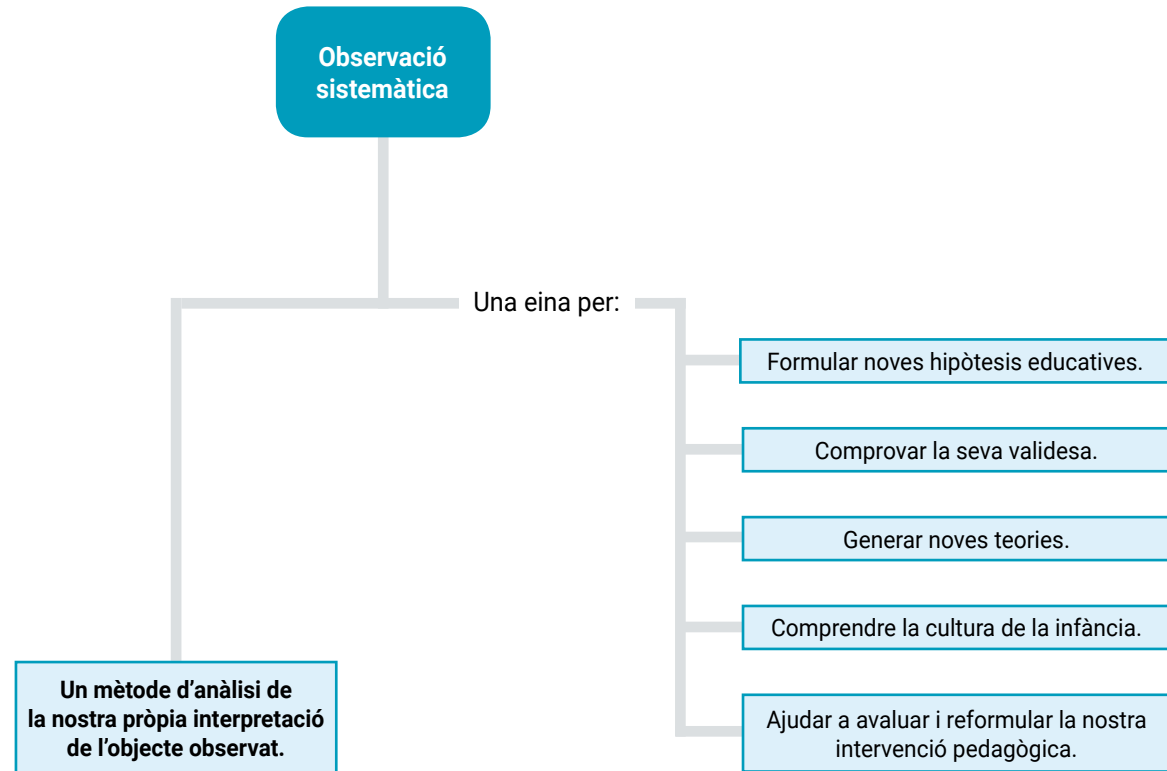 Observació
sistemàtica
Una eina per:
Formular noves hipòtesis educatives.
Comprovar la seva validesa.
Generar noves teories.
Comprendre la cultura de la infància.
Un mètode d’anàlisi de
la nostra pròpia interpretació
de l’objecte observat.
Ajudar a avaluar i reformular la nostra
intervenció pedagògica.